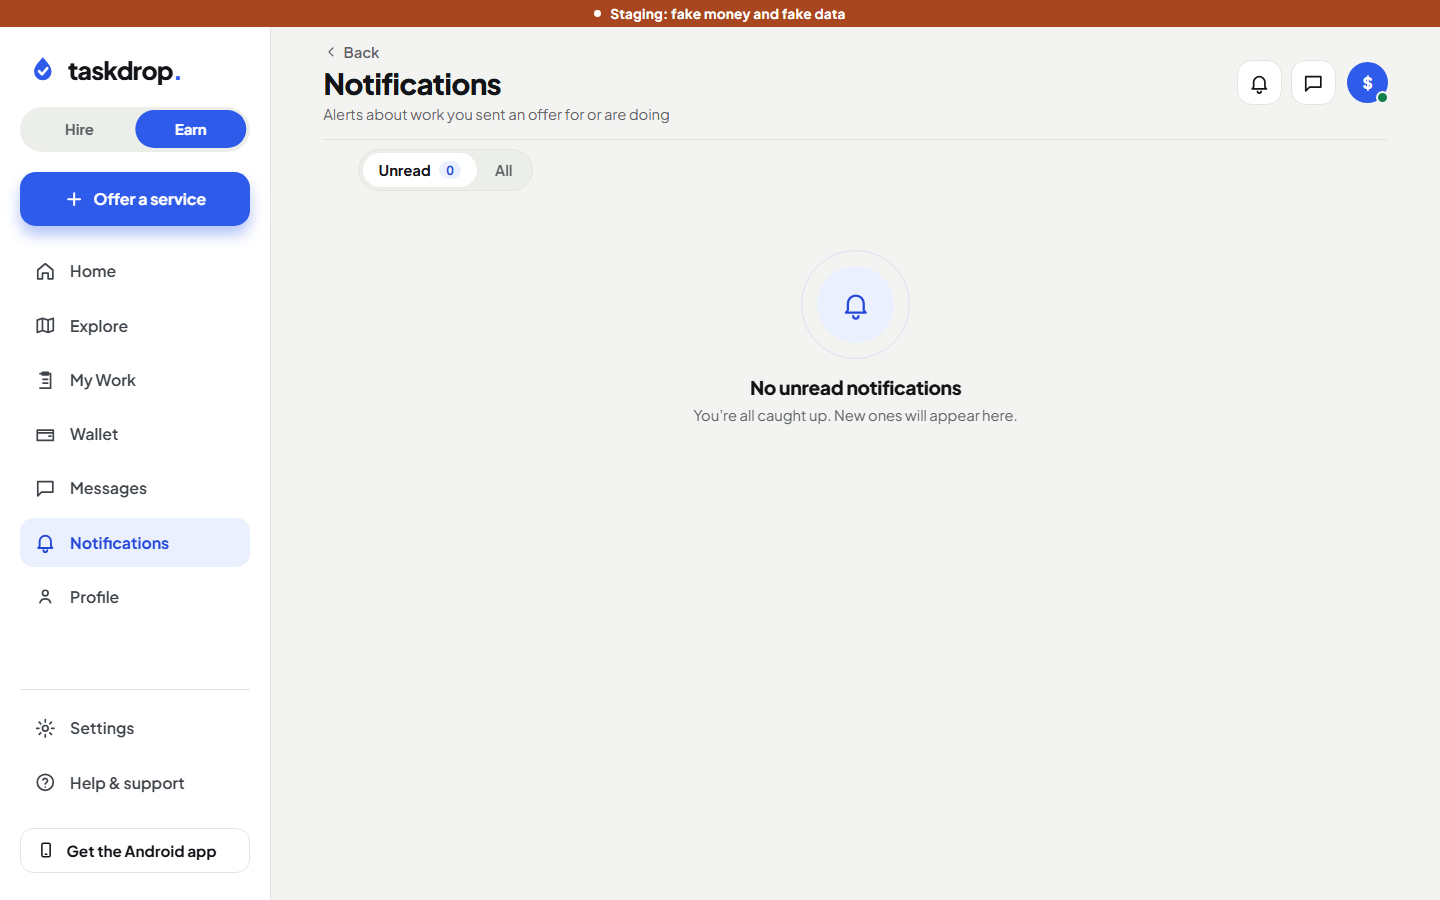 Staging: fake money and fake data
taskdrop.
Hire
Earn
Offer a service
Home
Explore
My Work
Wallet
Messages
Notifications
Profile
Settings
Help & support
Get the Android app
Back
Notifications
Alerts about work you sent an offer for or are doing
$
Unread 0
All
No unread notifications
You're all caught up. New ones will appear here.